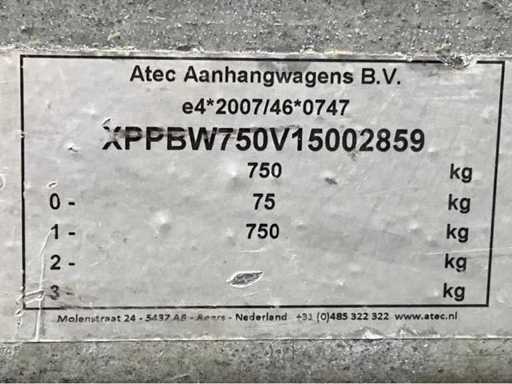 Atec Aanhangwagens B.V.
e4*2007/46*0747
XPPBW750V15002859
750 kg
0 - 75 kg
1 - 750 kg
2 - kg
3 - kg
Molenstraat 24 - 5437 AB - Beers - Nederland +31 (0)485 322 322 www.atec.nl